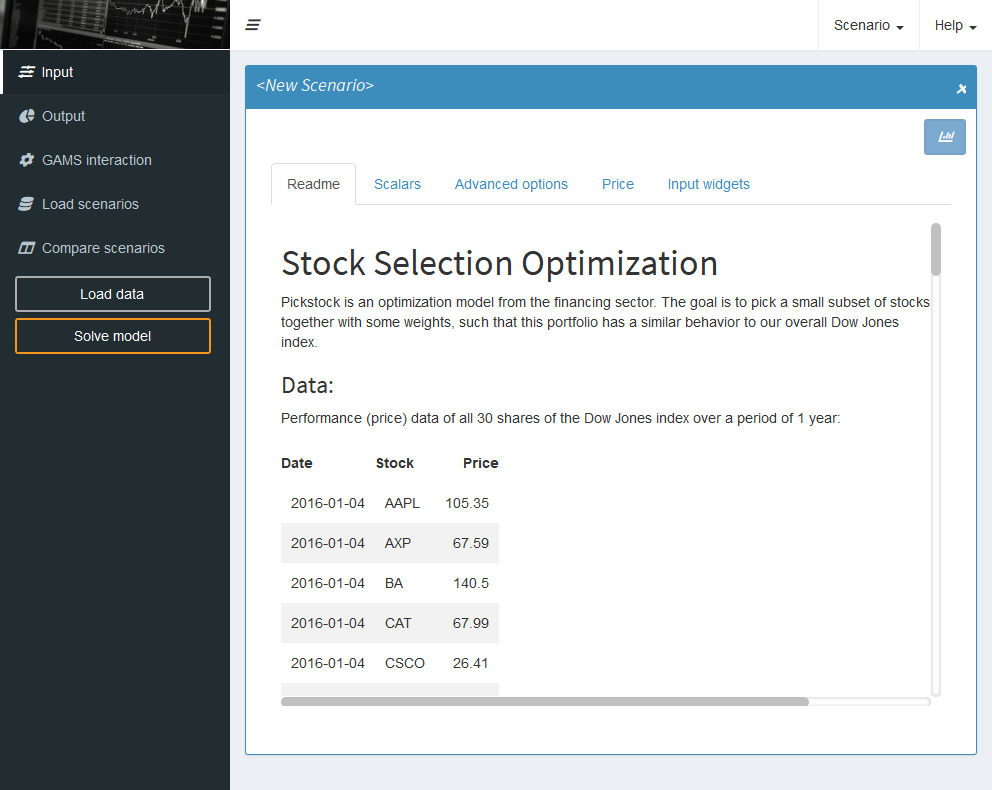 Scenario
Help
Input
Output
GAMS interaction
Load scenarios
Compare scenarios
Load data
Solve model
<New Scenario>
Readme
Scalars
Advanced options
Price
Input widgets
Stock Selection Optimization
Pickstock is an optimization model from the financing sector. The goal is to pick a small subset of stocks
together with some weights, such that this portfolio has a similar behavior to our overall Dow Jones
index.
Data:
Performance (price) data of all 30 shares of the Dow Jones index over a period of 1 year:
Date Stock Price
2016-01-04 AAPL 105.35
2016-01-04 AXP 67.59
2016-01-04 BA 140.5
2016-01-04 CAT 67.99
2016-01-04 CSCO 26.41